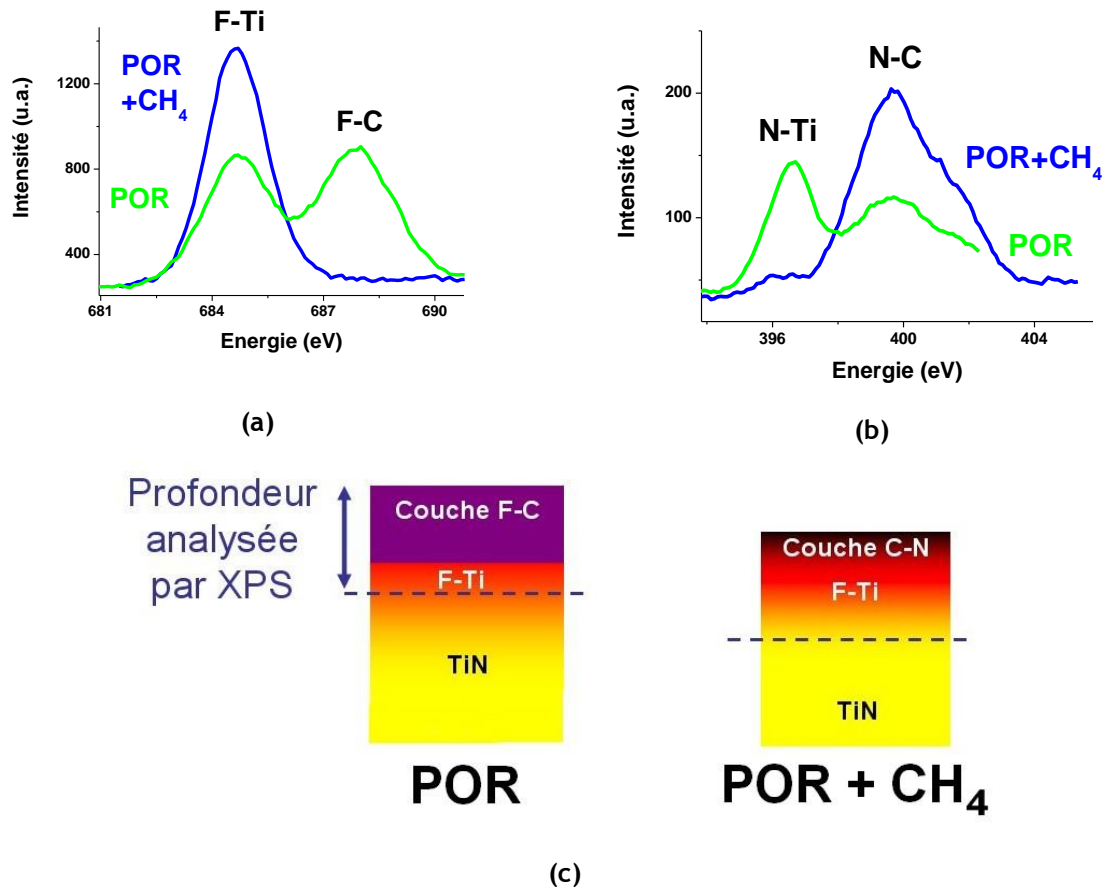 F-Ti
POR
+CH4
F-C
POR
Intensité (u.a.)
1200
800
400
681
684
687
690
Energie (eV)
(a)
N-C
N-Ti
POR+CH4
POR
Intensité (u.a.)
200
100
396
400
404
Energie (eV)
(b)
Profondeur
analysée
par XPS
Couche F-C
F-Ti
TiN
POR
Couche C-N
F-Ti
TiN
POR + CH4
(c)